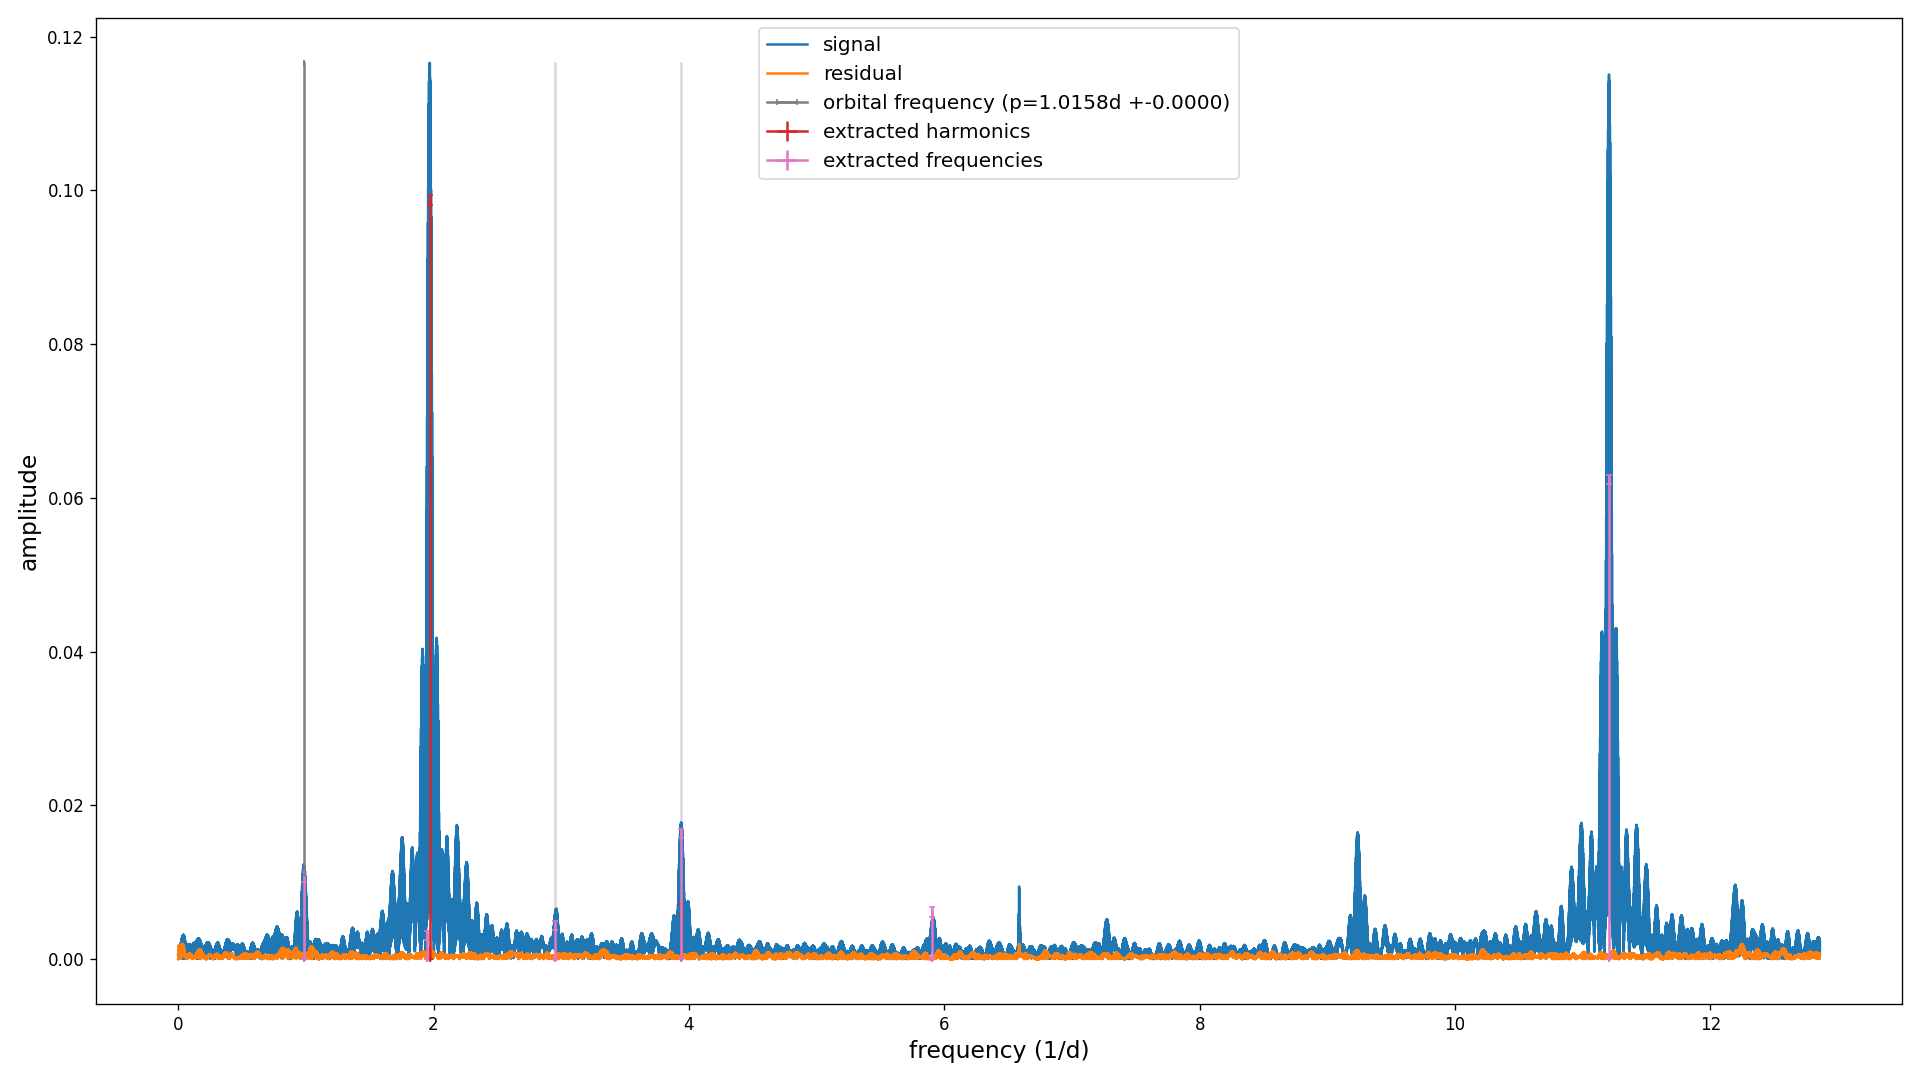 0.12
0.10
0.08
0.06
0.04
0.02
0.00
amplitude
signal
residual
orbital frequency (p=1.0158d +-0.0000)
extracted harmonics
extracted frequencies
0 2 4 6 8 10 12
frequency (1/d)